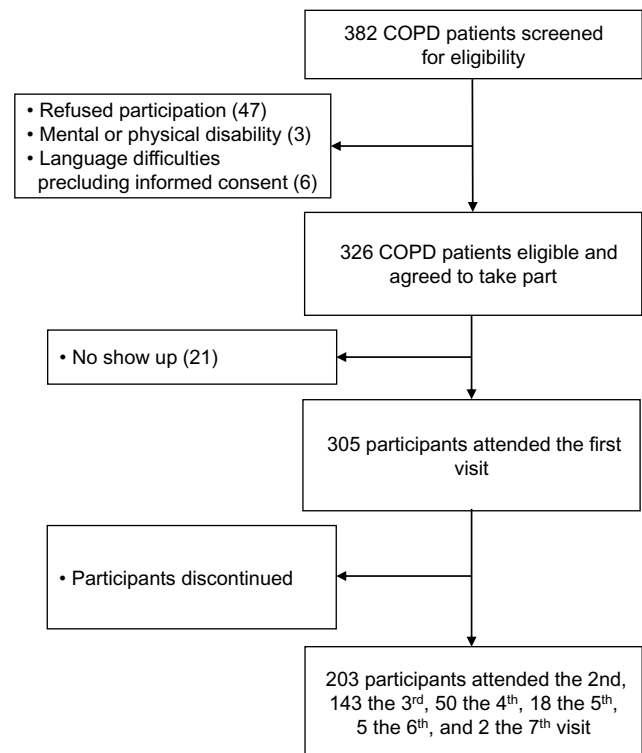 382 COPD patients screened
for eligibility
• Refused participation (47)
• Mental or physical disability (3)
• Language difficulties
precluding informed consent (6)
326 COPD patients eligible and
agreed to take part
• No show up (21)
305 participants attended the first
visit
• Participants discontinued
203 participants attended the 2nd,
143 the 3rd, 50 the 4th, 18 the 5th,
5 the 6th, and 2 the 7th visit